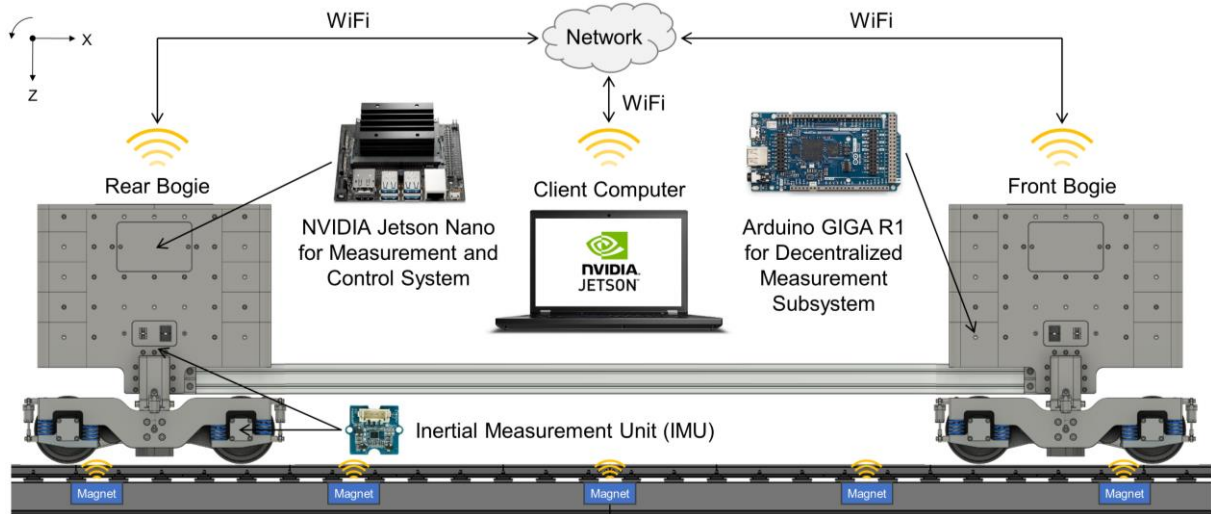 WiFi
WiFi
Network
X
Z
WiFi
Rear Bogie
NVIDIA Jetson Nano
for Measurement and
Control System
Client Computer
NVIDIA.
JETSON
Arduino GIGA R1
for Decentralized
Measurement
Subsystem
Front Bogie
Inertial Measurement Unit (IMU)
Magnet
Magnet
Magnet
Magnet
Magnet